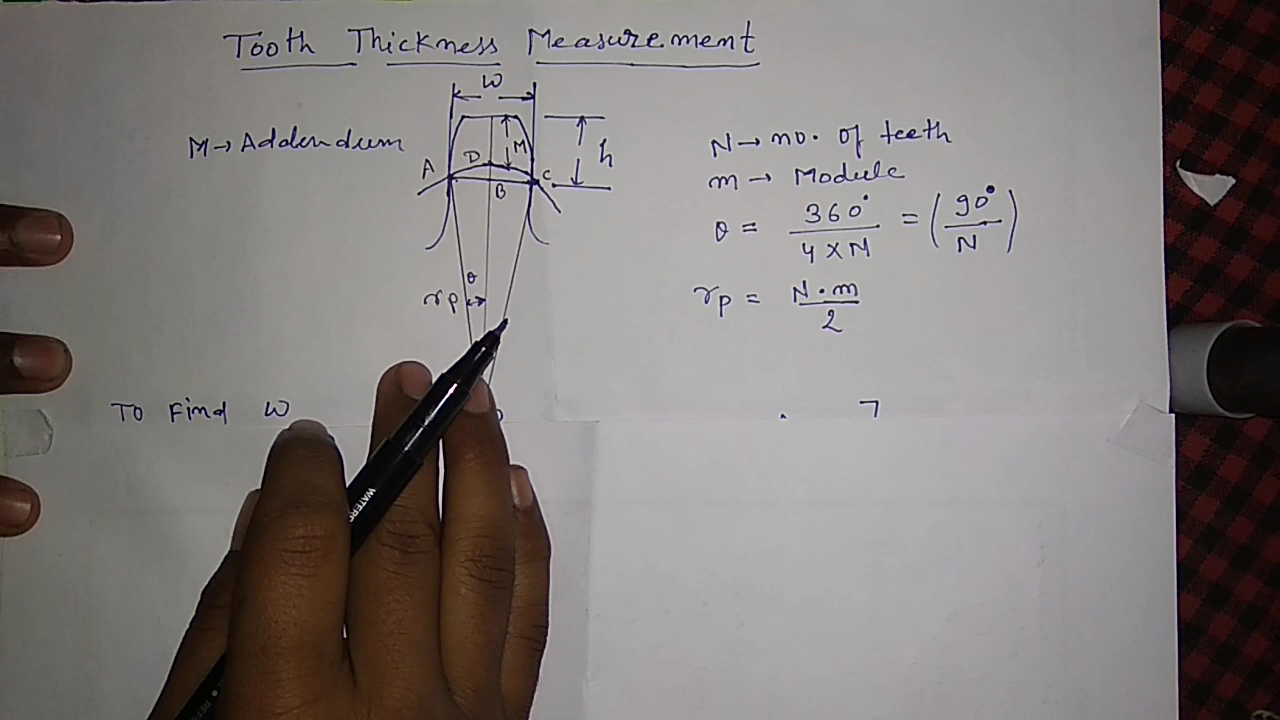 Tooth Thickness Measurement
W
M → Addendum
A D M C
B
h
θ
rp
N → no. of teeth
m → Module
θ = 360° / 4 × N = (90° / N)
rp = N · m / 2
To Find W